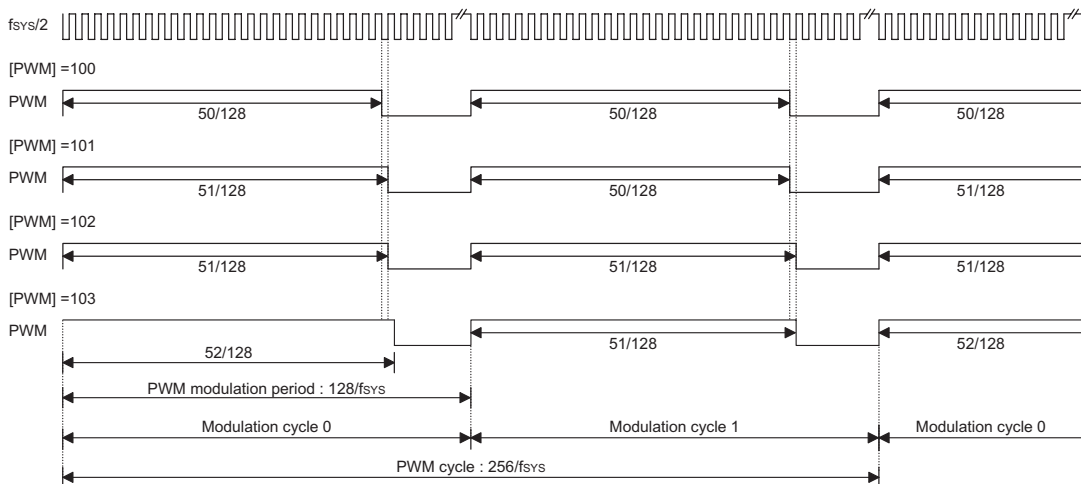 fSYS/2
[PWM] =100
PWM
50/128 50/128 50/128
[PWM] =101
PWM
51/128 50/128 51/128
[PWM] =102
PWM
51/128 51/128 51/128
[PWM] =103
PWM
52/128 51/128 52/128
PWM modulation period : 128/fSYS
Modulation cycle 0 Modulation cycle 1 Modulation cycle 0
PWM cycle : 256/fSYS